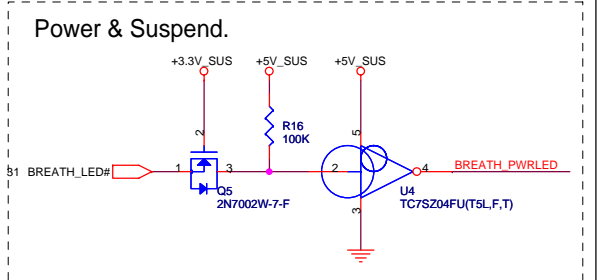 Power & Suspend.
+3.3V_SUS +5V_SUS +5V_SUS
R16
100K
2 5
31 BREATH_LED# 1 3 2 4 BREATH_PWRLED
Q5
2N7002W-7-F
U4
TC7SZ04FU(T5L,F,T)
3